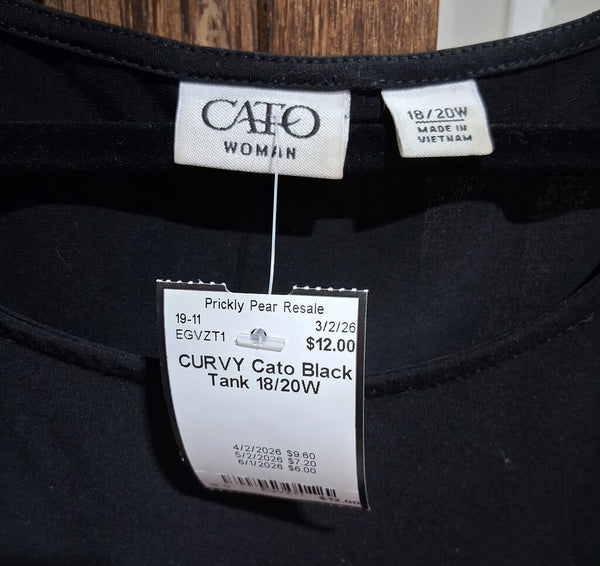 CATO
WOMAN
18/20W
MADE IN
VIETNAM
Prickly Pear Resale
19-11 3/2/26
EGVZT1 $12.00
CURVY Cato Black
Tank 18/20W
4/2/2026 $9.60
5/2/2026 $7.20
6/1/2026 $6.00
$12.00